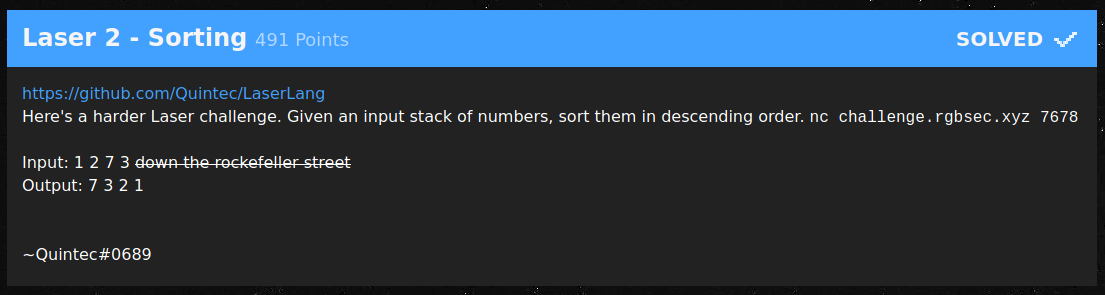 Laser 2 - Sorting 491 Points SOLVED
https://github.com/Quintec/LaserLang
Here's a harder Laser challenge. Given an input stack of numbers, sort them in descending order. nc challenge.rgbsec.xyz 7678
Input: 1 2 7 3 down the rockefeller street
Output: 7 3 2 1
~Quintec#0689